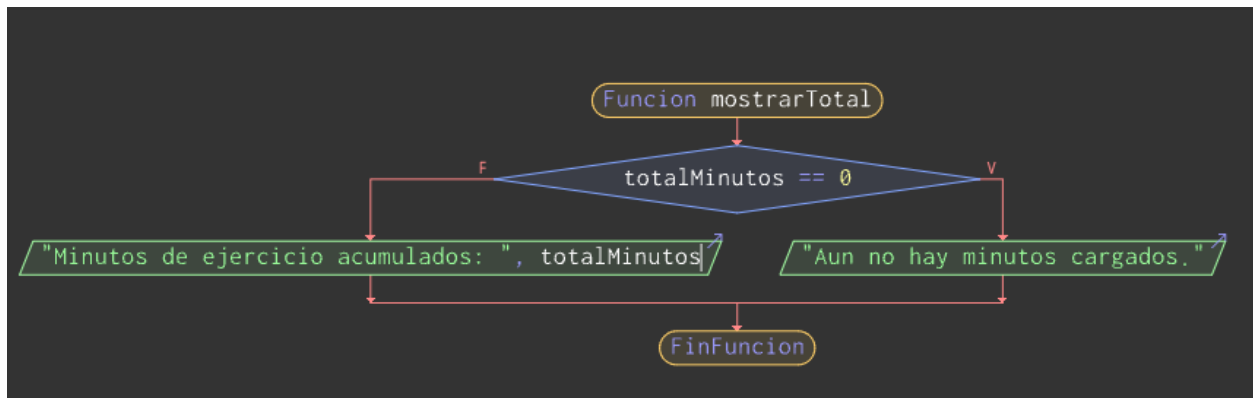 Funcion mostrarTotal
F
V
totalMinutos == 0
"Minutos de ejercicio acumulados: ", totalMinutos
"Aun no hay minutos cargados."
FinFuncion